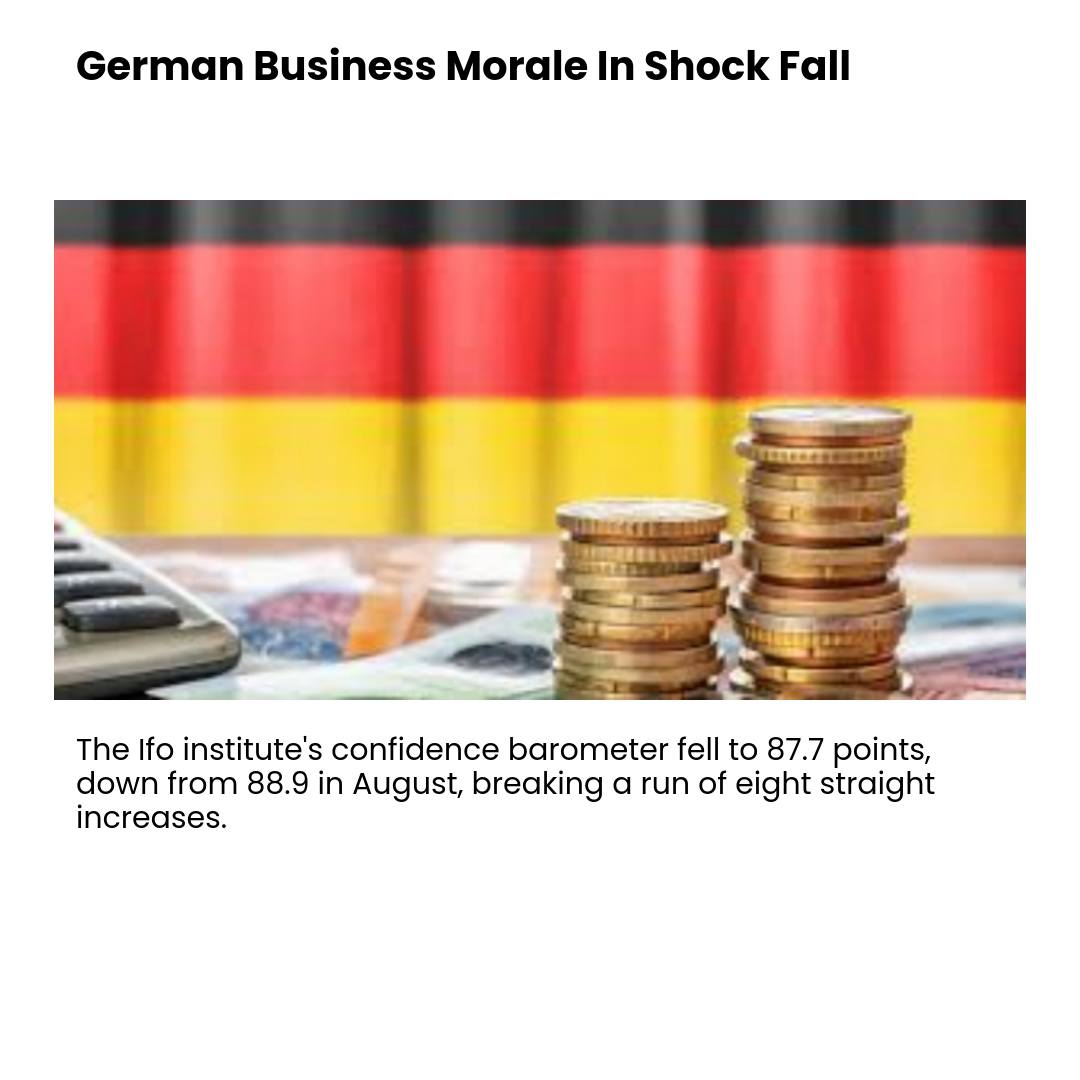 German Business Morale In Shock Fall
The Ifo institute's confidence barometer fell to 87.7 points,
down from 88.9 in August, breaking a run of eight straight
increases.